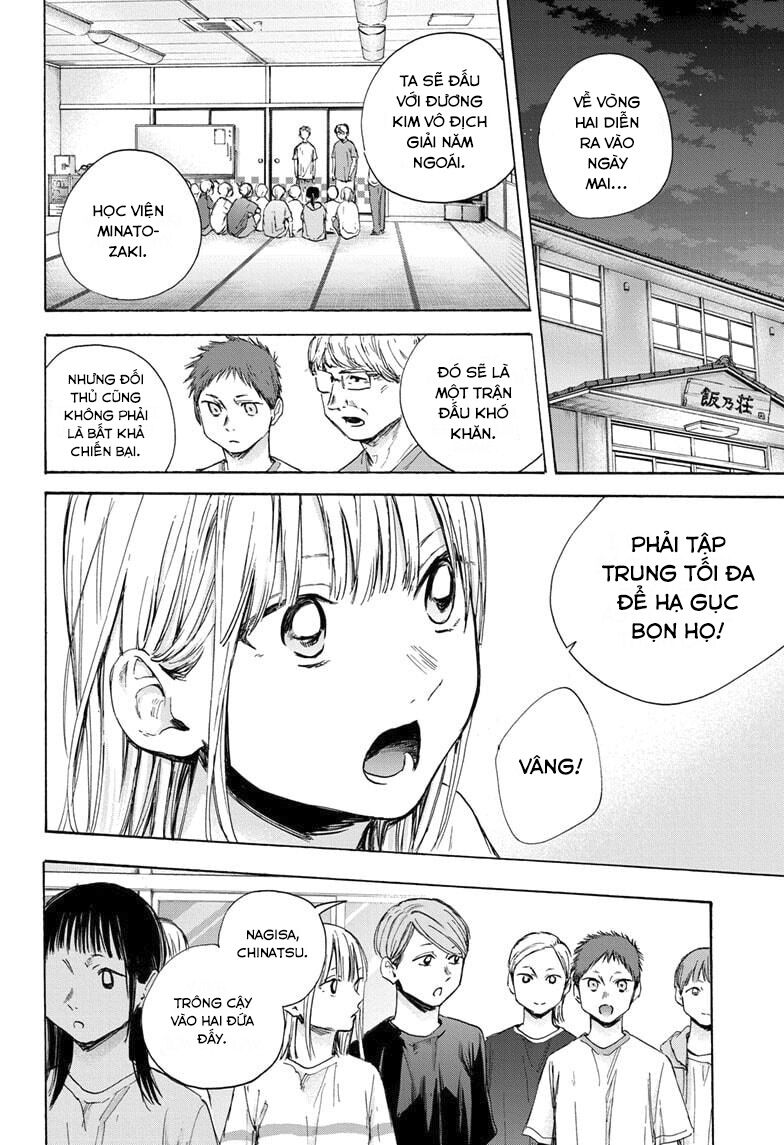 VỀ VÒNG
HAI DIỄN
RA VÀO
NGÀY
MAI...
飯乃荘
TA SẼ ĐẤU
VỚI ĐƯƠNG
KIM VÔ ĐỊCH
GIẢI NĂM
NGOÁI.
HỌC VIỆN
MINATO-
ZAKI.
ĐÓ SẼ LÀ
MỘT TRẬN
ĐẤU KHÓ
KHĂN.
NHƯNG ĐỐI
THỦ CŨNG
KHÔNG PHẢI
LÀ BẤT KHẢ
CHIẾN BẠI.
PHẢI TẬP
TRUNG TỐI ĐA
ĐỂ HẠ GỤC
BỌN HỌ!
VÂNG!
NAGISA,
CHINATSU.
TRÔNG CẬY
VÀO HAI ĐỨA
ĐẤY.